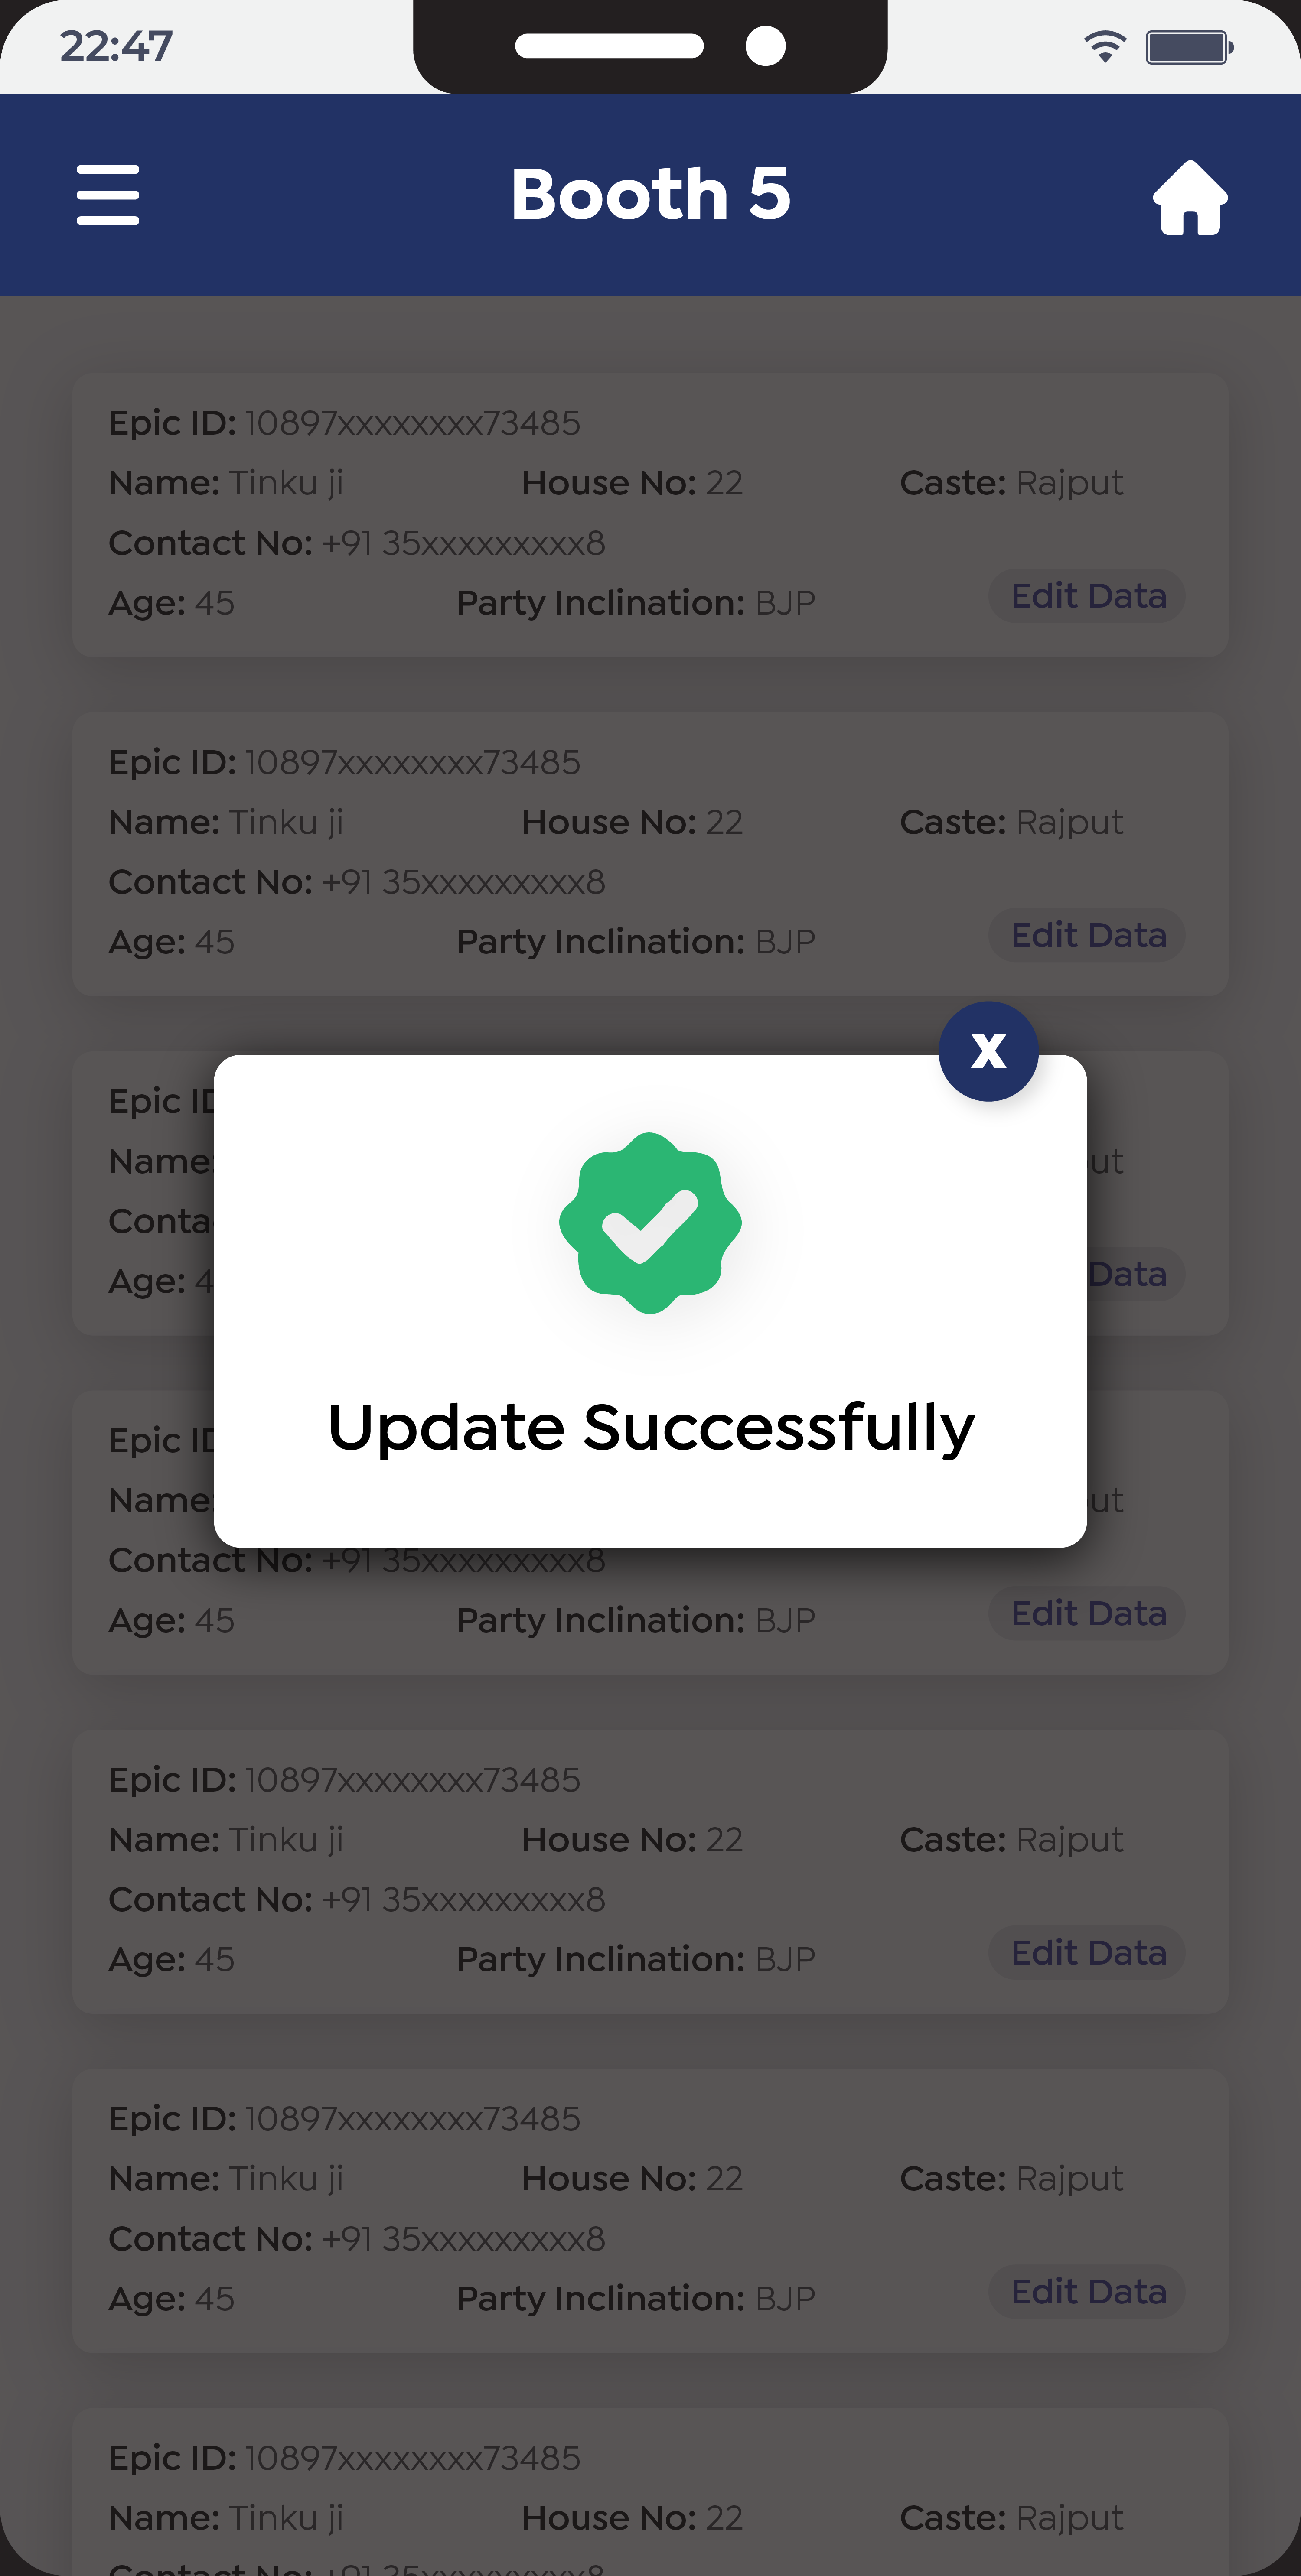 22:47
Booth 5
Epic ID: 10897xxxxxxxx73485
Name: Tinku ji House No: 22 Caste: Rajput
Contact No: +91 35xxxxxxxxx8
Age: 45 Party Inclination: BJP Edit Data
Epic ID: 10897xxxxxxxx73485
Name: Tinku ji House No: 22 Caste: Rajput
Contact No: +91 35xxxxxxxxx8
Age: 45 Party Inclination: BJP Edit Data
X
Epic ID
Name: ut
Conta
Age: 4 Data
Update Successfully
Epic ID
Name: ut
Contact No: +91 35xxxxxxxxx8
Age: 45 Party Inclination: BJP Edit Data
Epic ID: 10897xxxxxxxx73485
Name: Tinku ji House No: 22 Caste: Rajput
Contact No: +91 35xxxxxxxxx8
Age: 45 Party Inclination: BJP Edit Data
Epic ID: 10897xxxxxxxx73485
Name: Tinku ji House No: 22 Caste: Rajput
Contact No: +91 35xxxxxxxxx8
Age: 45 Party Inclination: BJP Edit Data
Epic ID: 10897xxxxxxxx73485
Name: Tinku ji House No: 22 Caste: Rajput
Contact No: +91 35xxxxxxxxx8